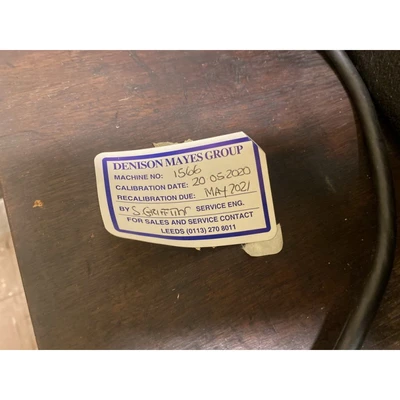 DENISON MAYES GROUP
MACHINE NO: 1566
CALIBRATION DATE: 20 05 2020
RECALIBRATION DUE: MAY 2021
BY S GRIFFITHS SERVICE ENG.
FOR SALES AND SERVICE CONTACT
LEEDS (0113) 270 8011